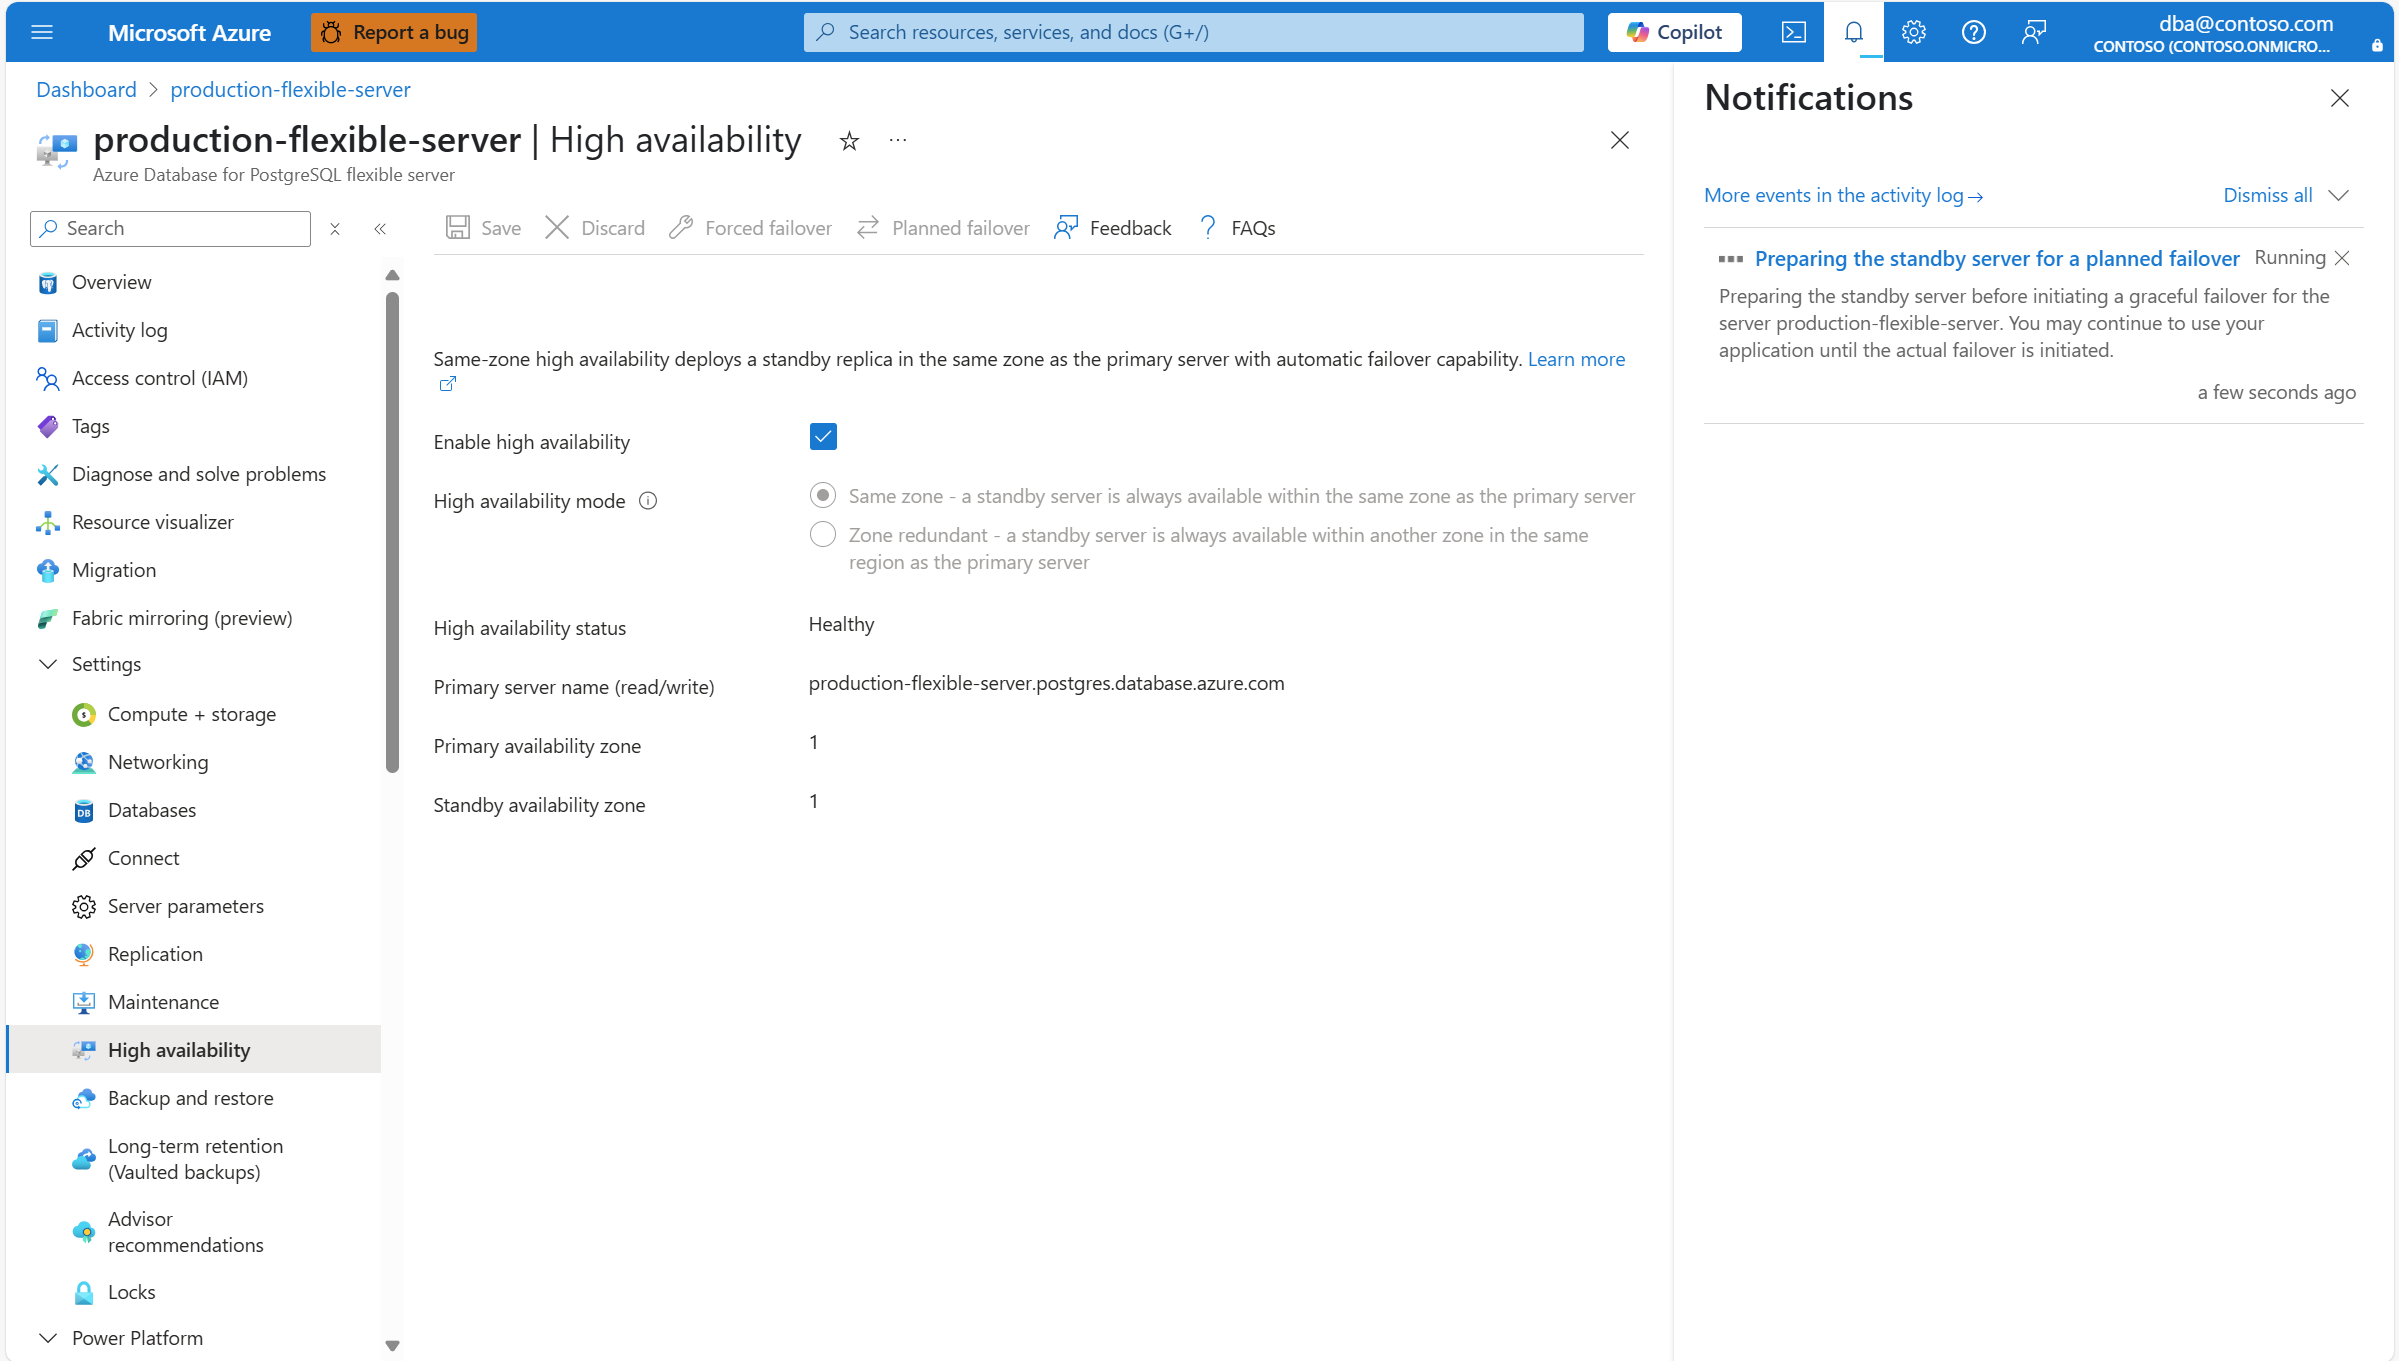 Microsoft Azure
Report a bug
Search resources, services, and docs (G+/)
Copilot
dba@contoso.com
CONTOSO (CONTOSO.ONMICRO...
Dashboard > production-flexible-server
production-flexible-server | High availability
Azure Database for PostgreSQL flexible server
Search
Overview
Activity log
Access control (IAM)
Tags
Diagnose and solve problems
Resource visualizer
Migration
Fabric mirroring (preview)
Settings
Compute + storage
Networking
Databases
Connect
Server parameters
Replication
Maintenance
High availability
Backup and restore
Long-term retention
(Vaulted backups)
Advisor
recommendations
Locks
Power Platform
Save
Discard
Forced failover
Planned failover
Feedback
FAQs
Same-zone high availability deploys a standby replica in the same zone as the primary server with automatic failover capability. Learn more
Enable high availability
High availability mode
Same zone - a standby server is always available within the same zone as the primary server
Zone redundant - a standby server is always available within another zone in the same
region as the primary server
High availability status
Healthy
Primary server name (read/write)
production-flexible-server.postgres.database.azure.com
Primary availability zone
1
Standby availability zone
1
Notifications
More events in the activity log→
Dismiss all
Preparing the standby server for a planned failover
Running
Preparing the standby server before initiating a graceful failover for the
server production-flexible-server. You may continue to use your
application until the actual failover is initiated.
a few seconds ago